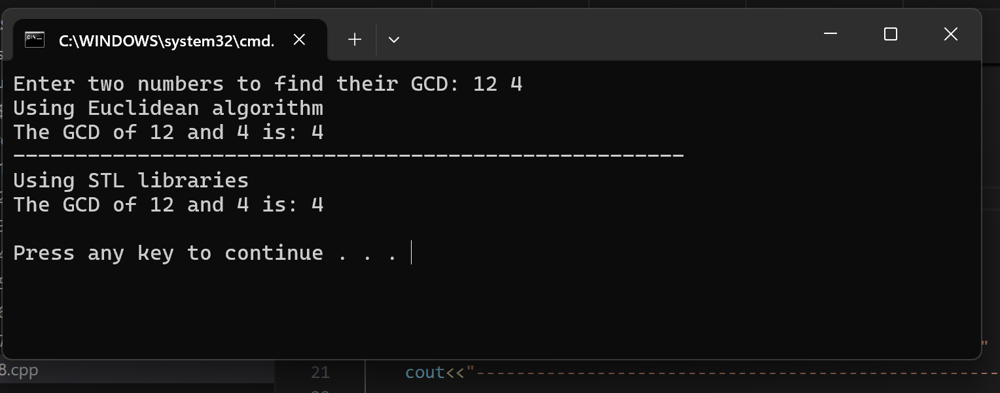 C:\WINDOWS\system32\cmd.
Enter two numbers to find their GCD: 12 4
Using Euclidean algorithm
The GCD of 12 and 4 is: 4
------------------------------------------------------
Using STL libraries
The GCD of 12 and 4 is: 4
Press any key to continue . . .
8.cpp
21 cout<<"----------------------------------------------------